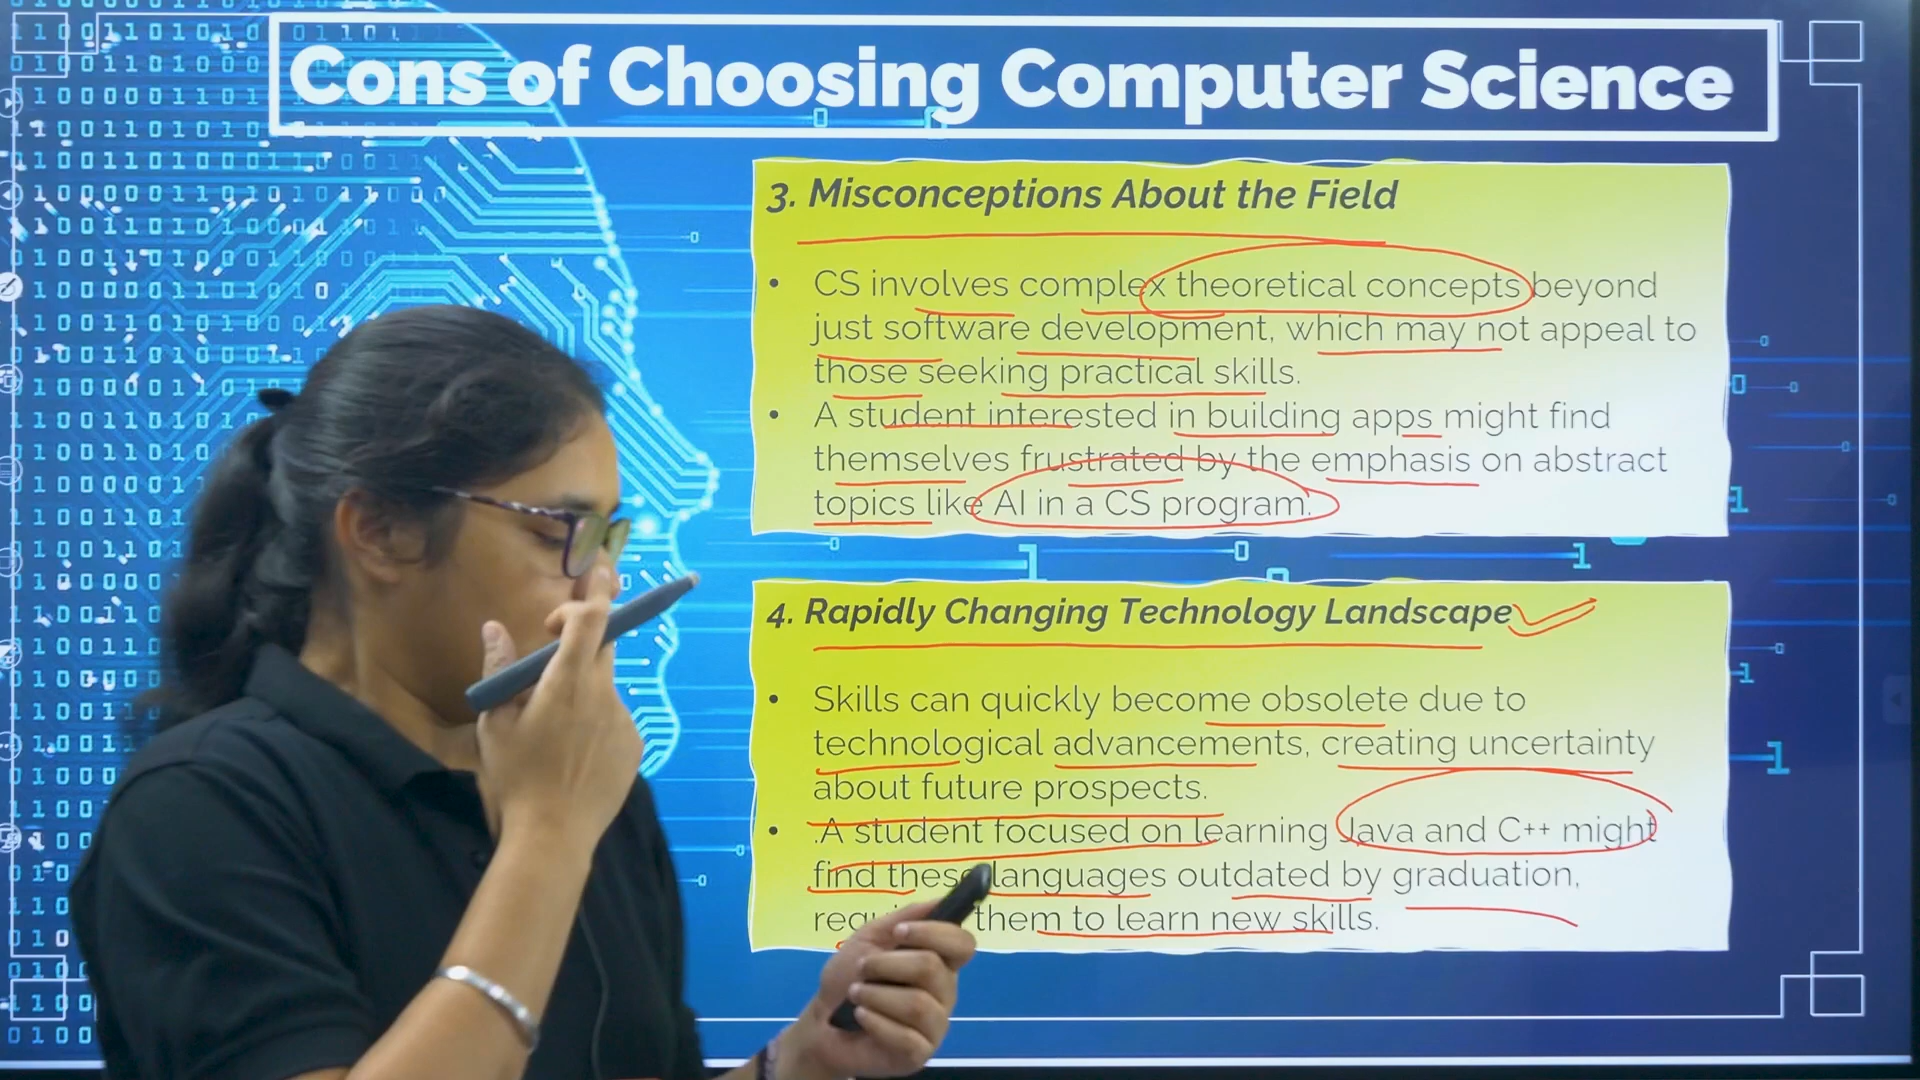 Cons of Choosing Computer Science
3. Misconceptions About the Field
• CS involves complex theoretical concepts beyond
just software development, which may not appeal to
those seeking practical skills.
• A student interested in building apps might find
themselves frustrated by the emphasis on abstract
topics like AI in a CS program.
4. Rapidly Changing Technology Landscape
• Skills can quickly become obsolete due to
technological advancements, creating uncertainty
about future prospects.
• .A student focused on learning Java and C++ might
find these languages outdated by graduation,
them to learn new skills.